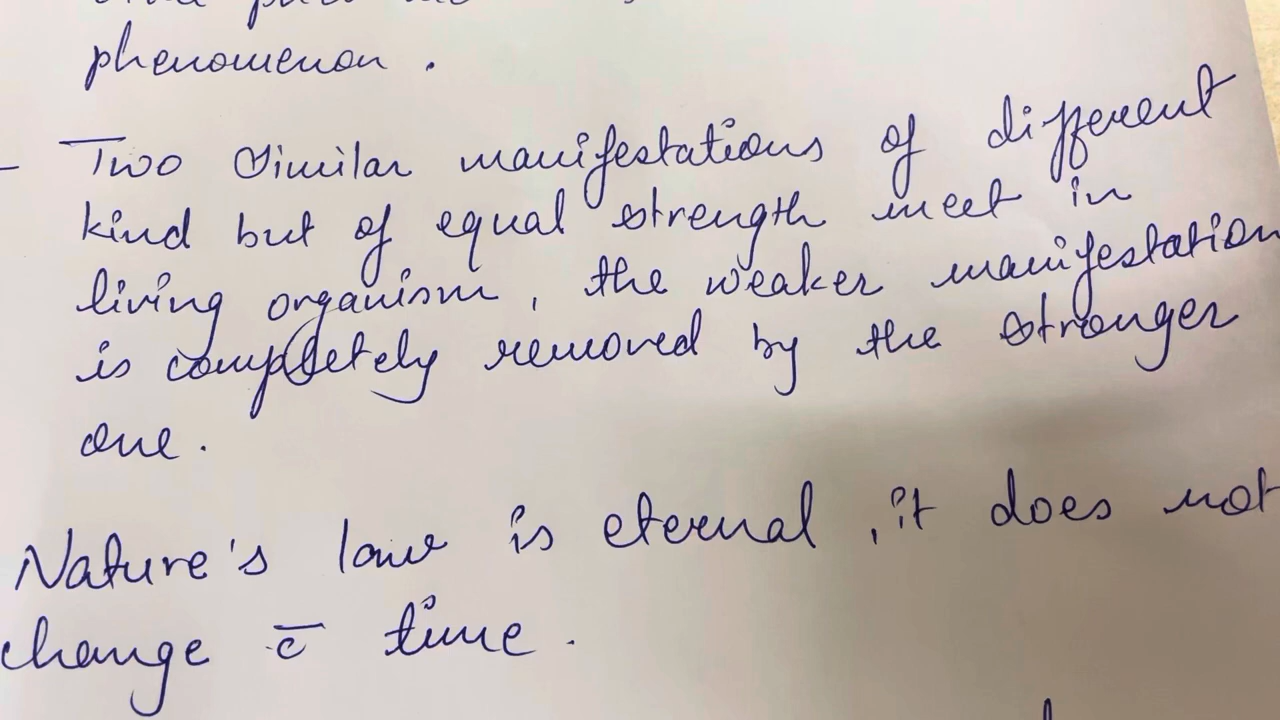 phenomenon.
- Two similar manifestations of different
kind but of equal strength meet in
living organism, the weaker manifestation
is completely removed by the stronger
one.
Nature's law is eternal, it does not
change c̄ time.